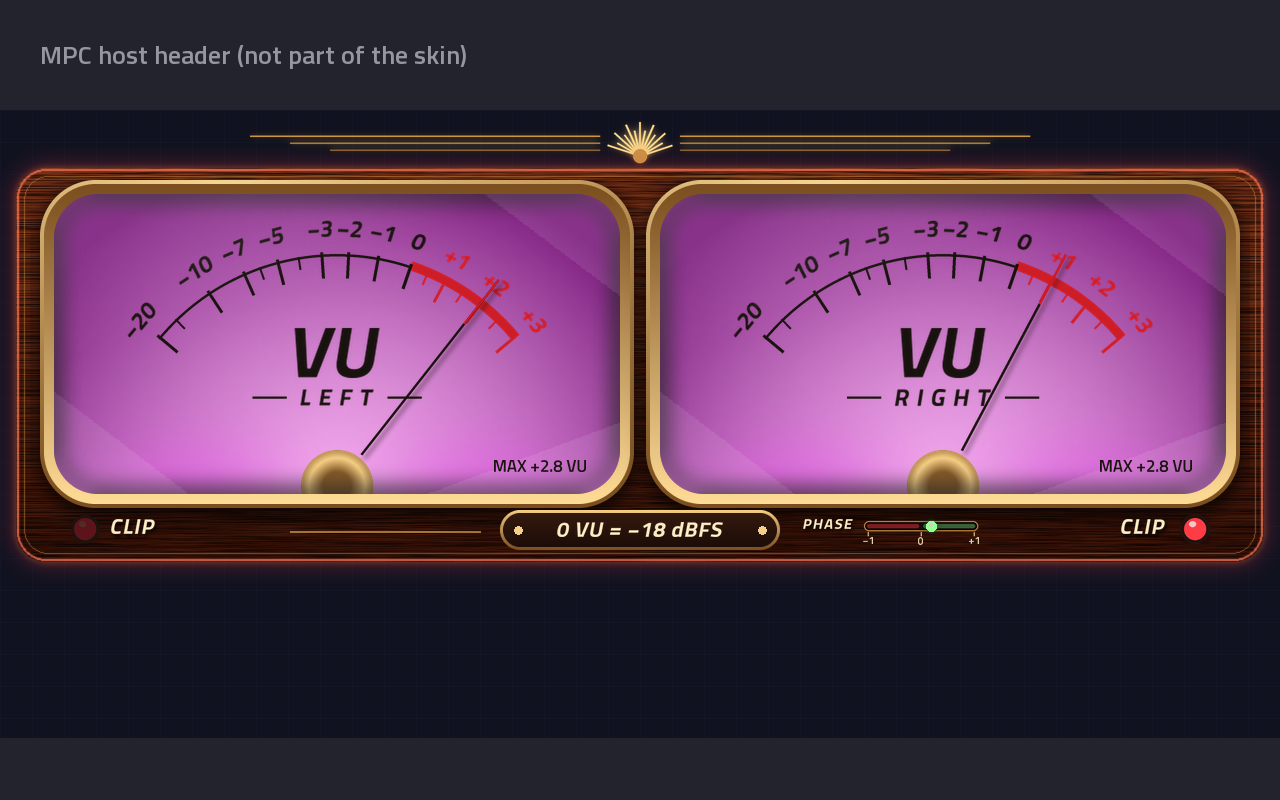 MPC host header (not part of the skin)
−20 −10 −7 −5 −3 −2 −1 0 +1 +2 +3
VU
LEFT
MAX +2.8 VU
−20 −10 −7 −5 −3 −2 −1 0 +1 +2 +3
VU
RIGHT
MAX +2.8 VU
CLIP
0 VU = −18 dBFS
PHASE
−1 0 +1
CLIP